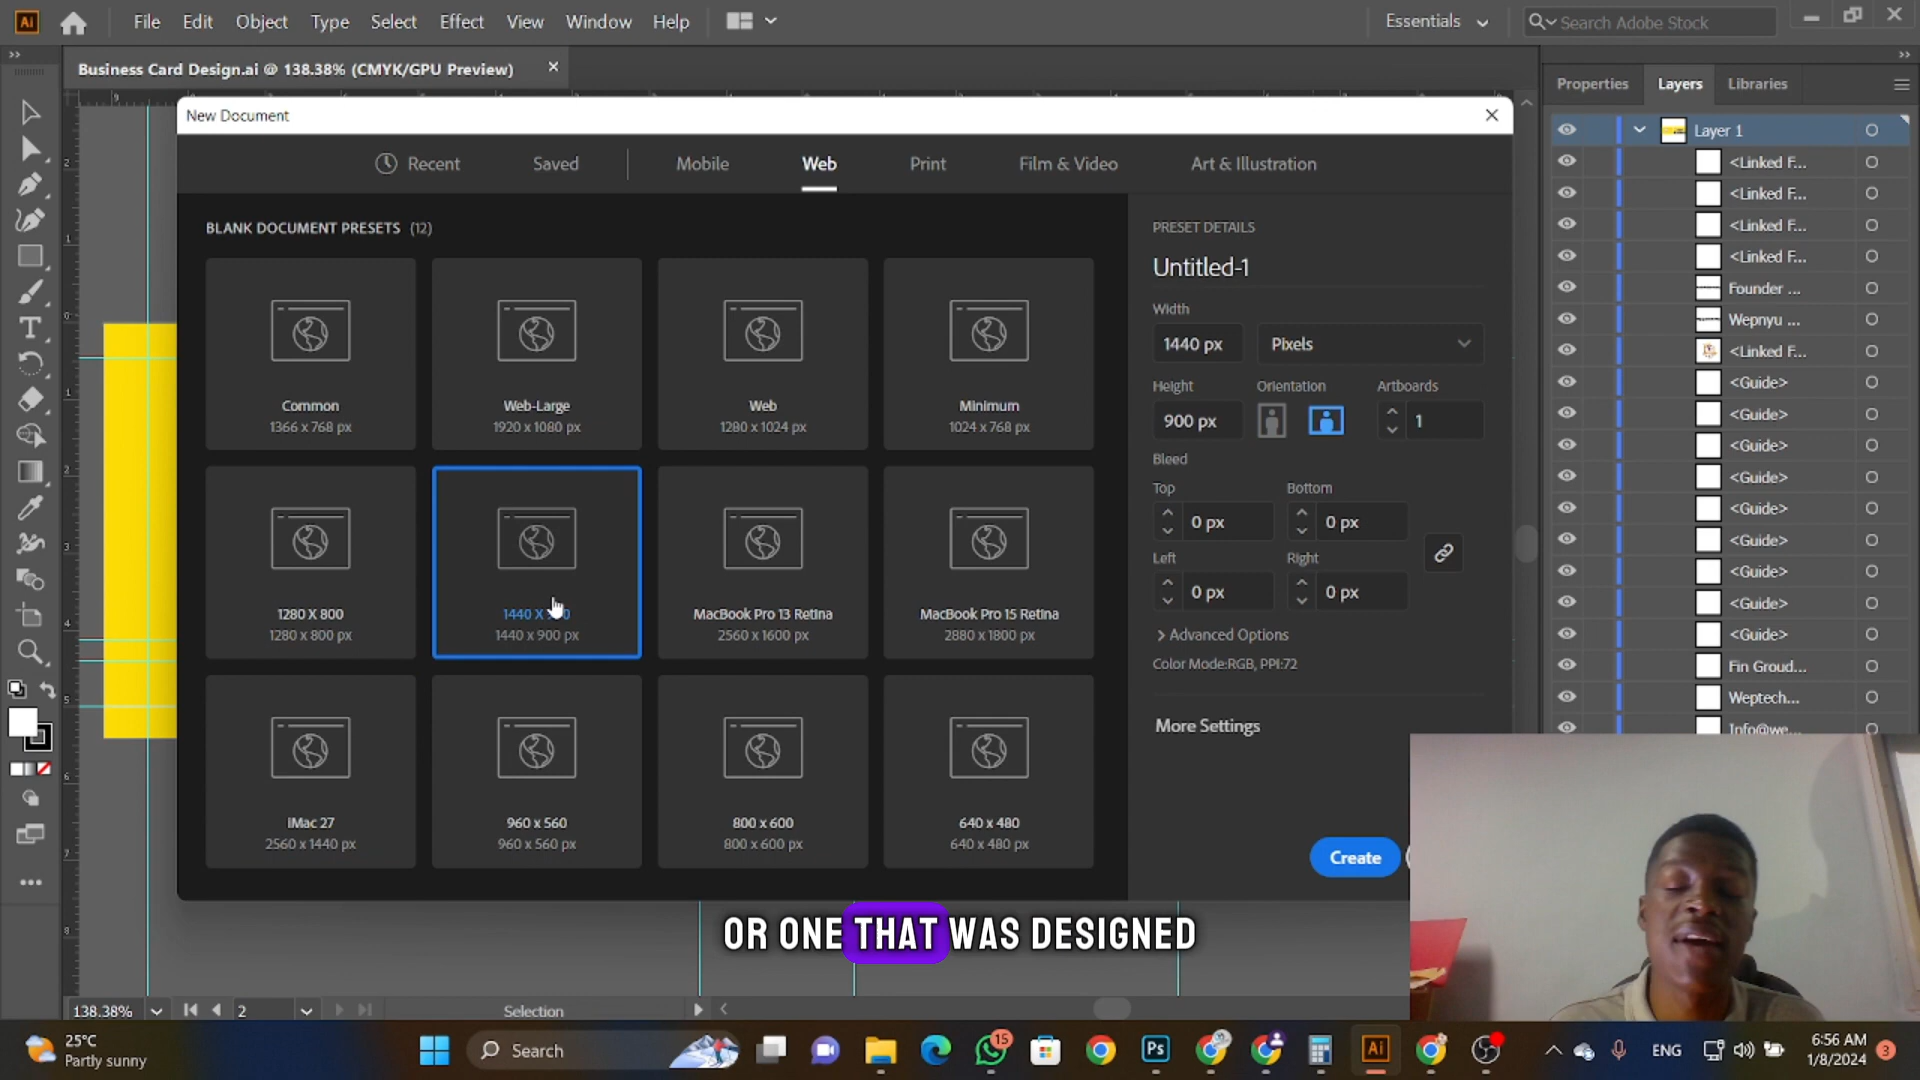 Ai File Edit Object Type Select Effect View Window Help Essentials Search Adobe Stock
Business Card Design.ai @ 138.38% (CMYK/GPU Preview)
Properties Layers Libraries
New Document
Recent Saved Mobile Web Print Film & Video Art & Illustration
BLANK DOCUMENT PRESETS (12)
Common
1366 x 768 px
Web-Large
1920 x 1080 px
Web
1280 x 1024 px
Minimum
1024 x 768 px
1280 X 800
1280 x 800 px
1440 X
1440 x 900 px
MacBook Pro 13 Retina
2560 x 1600 px
MacBook Pro 15 Retina
2880 x 1800 px
iMac 27
2560 x 1440 px
960 x 560
960 x 560 px
800 x 600
800 x 600 px
640 x 480
640 x 480 px
PRESET DETAILS
Untitled-1
Width
1440 px Pixels
Height Orientation Artboards
900 px 1
Bleed
Top Bottom
0 px 0 px
Left Right
0 px 0 px
Advanced Options
Color Mode:RGB, PPI:72
More Settings
Create
Layer 1
<Linked F...
<Linked F...
<Linked F...
<Linked F...
Founder ...
Wepnyu ...
<Linked F...
<Guide>
<Guide>
<Guide>
<Guide>
<Guide>
<Guide>
<Guide>
<Guide>
<Guide>
Fin Groud...
Weptech...
Info@we...
OR ONE THAT WAS DESIGNED
138.38% 2 Selection
25°C
Partly sunny
Search
15
Ps
Ai
ENG
6:56 AM
1/8/2024
3